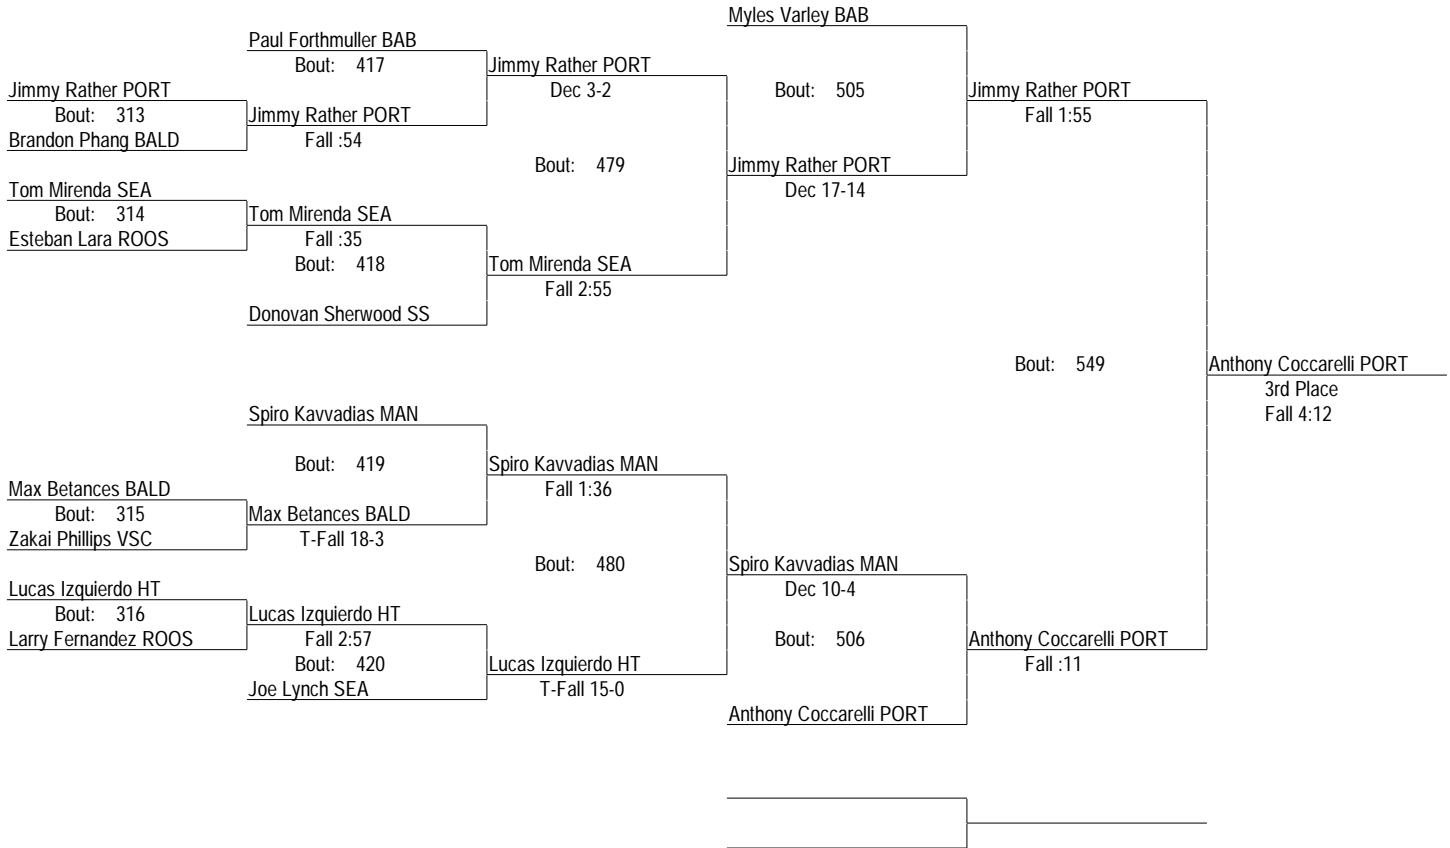 Myles Varley BAB
Paul Forthmuller BAB
Bout: 417
Jimmy Rather PORT
Dec 3-2
Bout: 505
Jimmy Rather PORT
Fall 1:55
Jimmy Rather PORT
Bout: 313
Brandon Phang BALD
Jimmy Rather PORT
Fall :54
Bout: 479
Jimmy Rather PORT
Dec 17-14
Tom Mirenda SEA
Bout: 314
Esteban Lara ROOS
Tom Mirenda SEA
Fall :35
Bout: 418
Tom Mirenda SEA
Fall 2:55
Donovan Sherwood SS
Bout: 549
Anthony Coccarelli PORT
3rd Place
Fall 4:12
Spiro Kavvadias MAN
Bout: 419
Spiro Kavvadias MAN
Fall 1:36
Max Betances BALD
Bout: 315
Zakai Phillips VSC
Max Betances BALD
T-Fall 18-3
Bout: 480
Spiro Kavvadias MAN
Dec 10-4
Lucas Izquierdo HT
Bout: 316
Larry Fernandez ROOS
Lucas Izquierdo HT
Fall 2:57
Bout: 420
Joe Lynch SEA
Lucas Izquierdo HT
T-Fall 15-0
Bout: 506
Anthony Coccarelli PORT
Fall :11
Anthony Coccarelli PORT